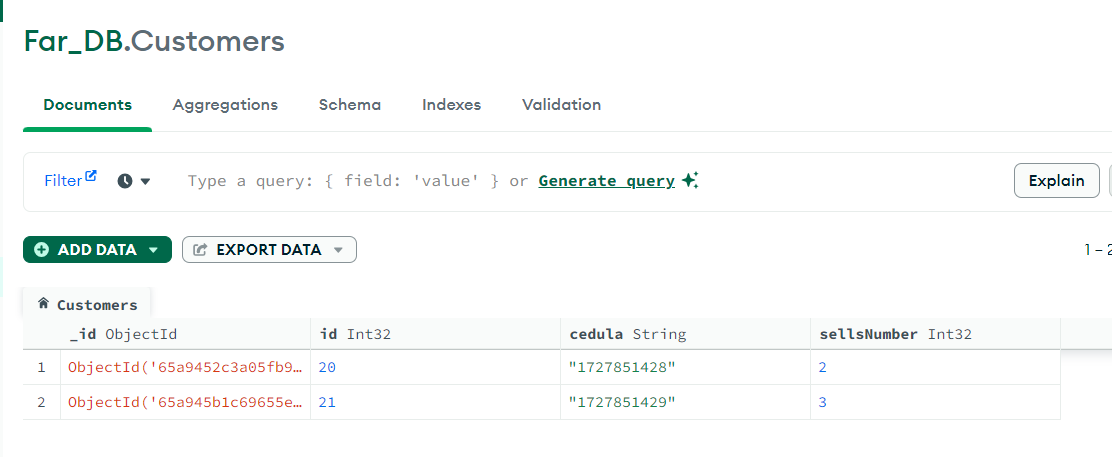 Far_DB.Customers
Documents Aggregations Schema Indexes Validation
Filter Type a query: { field: 'value' } or Generate query Explain
ADD DATA EXPORT DATA 1 – 2
Customers
_id ObjectId id Int32 cedula String sellsNumber Int32
1 ObjectId('65a9452c3a05fb9… 20 "1727851428" 2
2 ObjectId('65a945b1c69655e… 21 "1727851429" 3